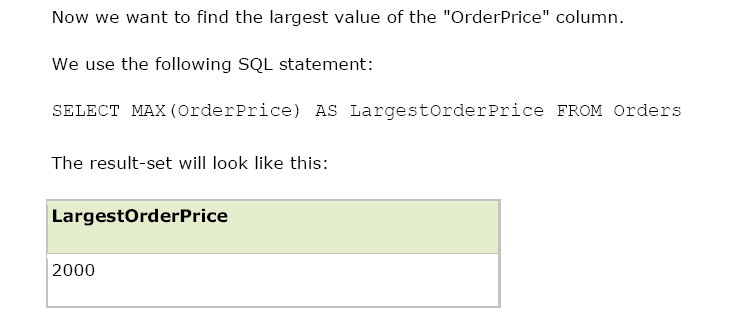 Now we want to find the largest value of the "OrderPrice" column.
We use the following SQL statement:
SELECT MAX(OrderPrice) AS LargestOrderPrice FROM Orders
The result-set will look like this:
LargestOrderPrice
2000